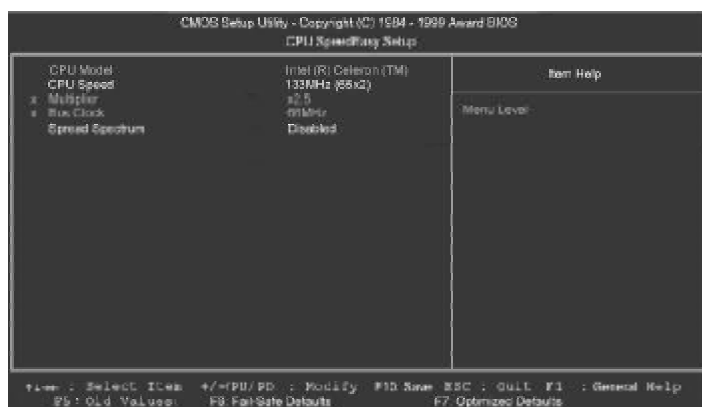 CMOS Setup Utility - Copyright (C) 1984 - 1999 Award BIOS
CPU SpeedEasy Setup
CPU Model Intel (R) Celeron (TM)
CPU Speed 133MHz (66x2)
x Multiplier x2.5
x Bus Clock 66MHz
Spread Spectrum Disabled
Item Help
Menu Level
: Select Item +/-/PU/PD : Modify F10: Save ESC : Quit F1 : General Help
F5: Old Values F6: Fail-Safe Defaults F7: Optimized Defaults